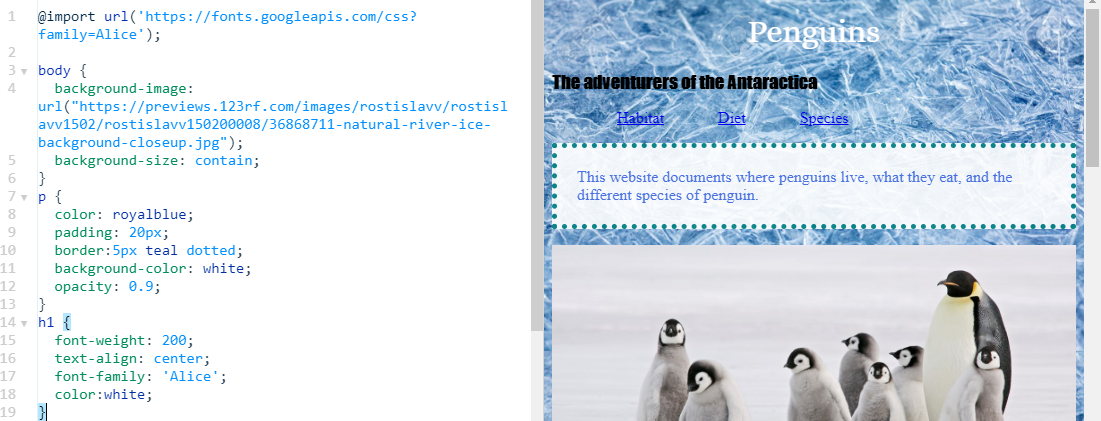 1 @import url('https://fonts.googleapis.com/css?
family=Alice');
2
3 body {
4 background-image:
url("https://previews.123rf.com/images/rostislavv/rostisl
avv1502/rostislavv150200008/36868711-natural-river-ice-
background-closeup.jpg");
5 background-size: contain;
6 }
7 p {
8 color: royalblue;
9 padding: 20px;
10 border:5px teal dotted;
11 background-color: white;
12 opacity: 0.9;
13 }
14 h1 {
15 font-weight: 200;
16 text-align: center;
17 font-family: 'Alice';
18 color:white;
19 }
Penguins
The adventurers of the Antaractica
Habitat Diet Species
This website documents where penguins live, what they eat, and the
different species of penguin.